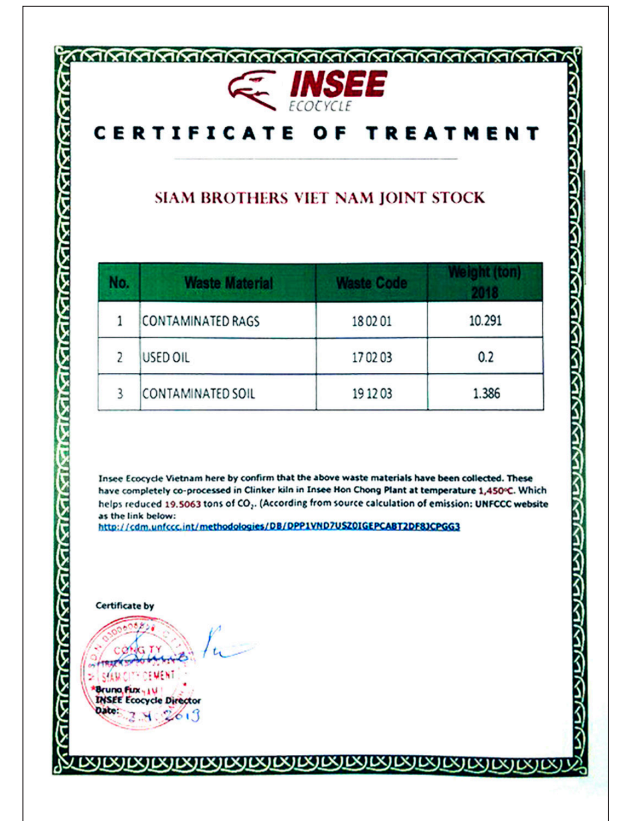 INSEE
ECOCYCLE
CERTIFICATE OF TREATMENT
SIAM BROTHERS VIET NAM JOINT STOCK
No. Waste Material Waste Code Weight (ton) 2018
1 CONTAMINATED RAGS 18 02 01 10.291
2 USED OIL 17 02 03 0.2
3 CONTAMINATED SOIL 19 12 03 1.386
Insee Ecocycle Vietnam here by confirm that the above waste materials have been collected. These
have completely co-processed in Clinker kiln in Insee Hon Chong Plant at temperature 1,450°C. Which
helps reduced 19.5063 tons of CO₂. (According from source calculation of emission: UNFCCC website
as the link below:
http://cdm.unfccc.int/methodologies/DB/DPP1VND7USZ0IGEPCABT2DF8JCPGG3
Certificate by
CÔNG TY
SIAM CITY CEMENT
Bruno Fux
INSEE Ecocycle Director
Date: 2.4.2019